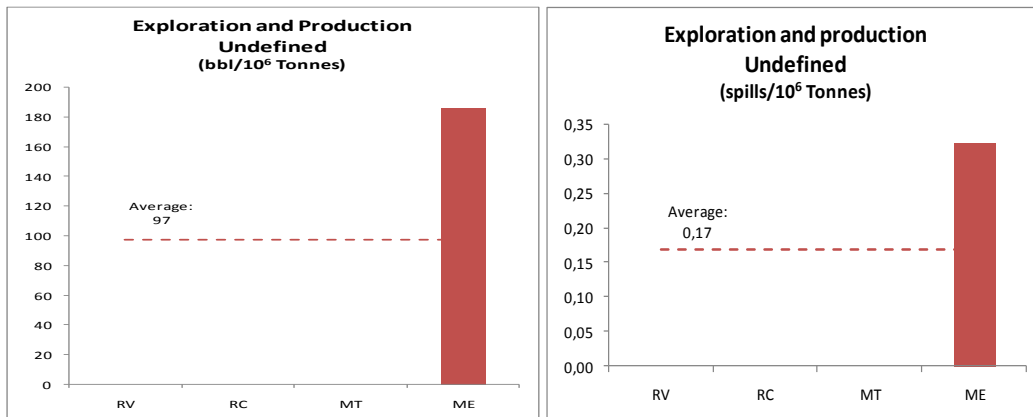 Exploration and Production
Undefined
(bbl/10⁶ Tonnes)
200
180
160
140
120
100
80
60
40
20
0
Average:
97
RV RC MT ME
Exploration and production
Undefined
(spills/10⁶ Tonnes)
0,35
0,30
0,25
0,20
0,15
0,10
0,05
0,00
Average:
0,17
RV RC MT ME